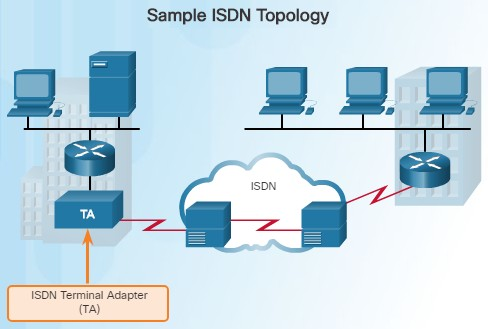 Sample ISDN Topology
ISDN
TA
ISDN Terminal Adapter
(TA)